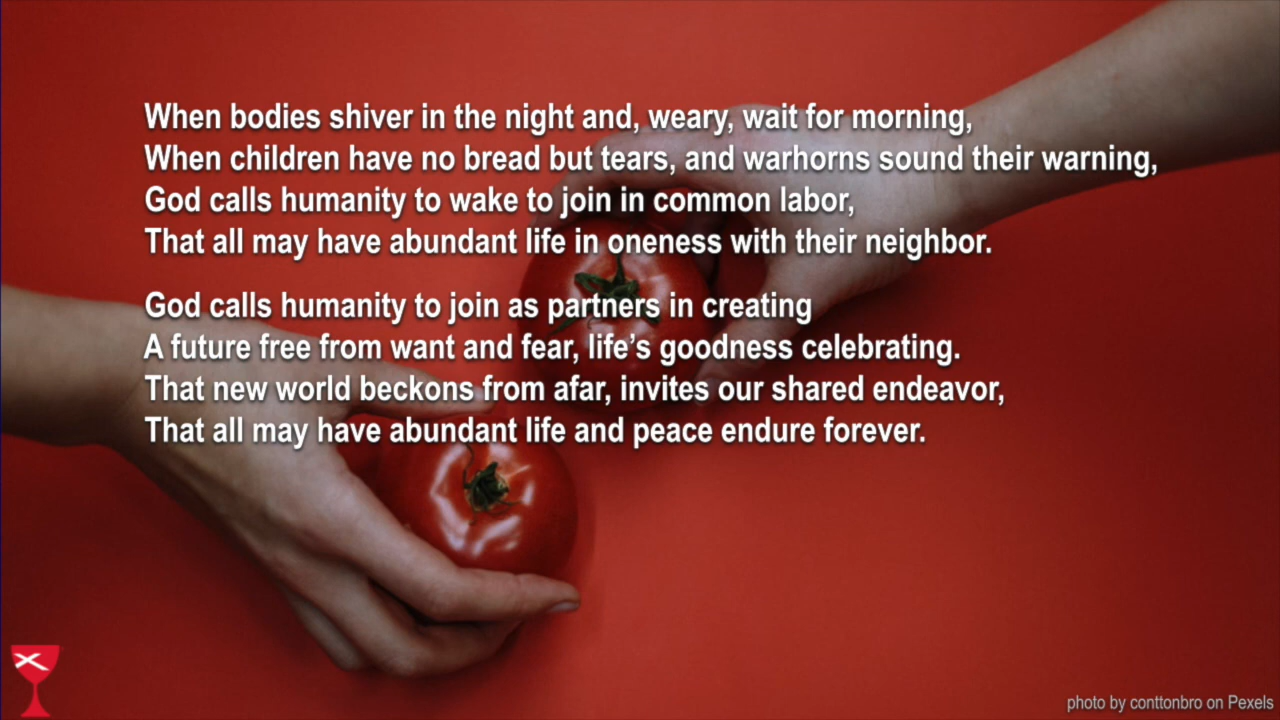 When bodies shiver in the night and, weary, wait for morning,
When children have no bread but tears, and warhorns sound their warning,
God calls humanity to wake to join in common labor,
That all may have abundant life in oneness with their neighbor.
God calls humanity to join as partners in creating
A future free from want and fear, life’s goodness celebrating.
That new world beckons from afar, invites our shared endeavor,
That all may have abundant life and peace endure forever.
photo by conttonbro on Pexels